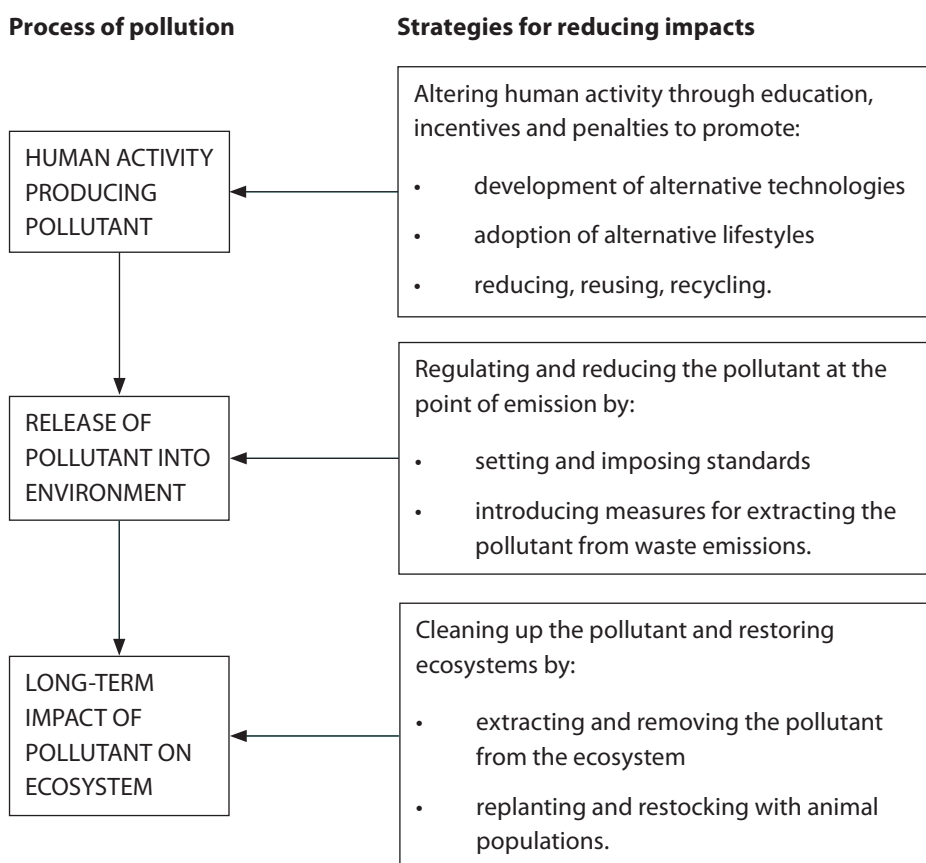 Process of pollution
Strategies for reducing impacts
HUMAN ACTIVITY
PRODUCING
POLLUTANT
Altering human activity through education,
incentives and penalties to promote:
• development of alternative technologies
• adoption of alternative lifestyles
• reducing, reusing, recycling.
RELEASE OF
POLLUTANT INTO
ENVIRONMENT
Regulating and reducing the pollutant at the
point of emission by:
• setting and imposing standards
• introducing measures for extracting the
pollutant from waste emissions.
LONG-TERM
IMPACT OF
POLLUTANT ON
ECOSYSTEM
Cleaning up the pollutant and restoring
ecosystems by:
• extracting and removing the pollutant
from the ecosystem
• replanting and restocking with animal
populations.